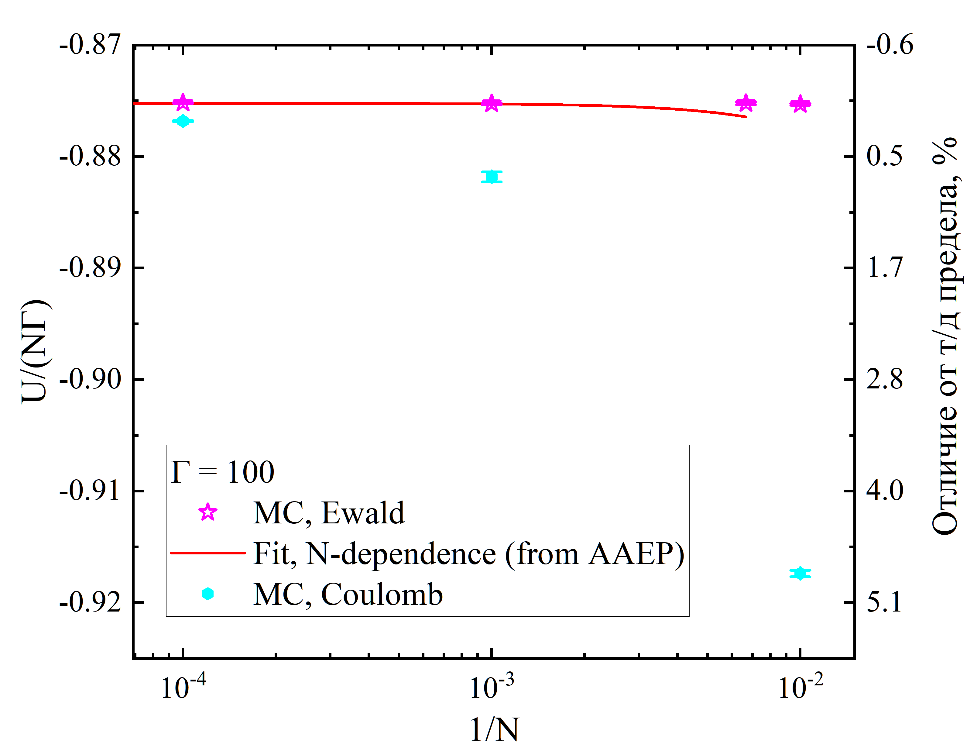 -0.87
-0.88
-0.89
-0.90
-0.91
-0.92
U/(NΓ)
-0.6
0.5
1.7
2.8
4.0
5.1
Отличие от т/д предела, %
Γ = 100
MC, Ewald
Fit, N-dependence (from AAEP)
MC, Coulomb
10⁻⁴
10⁻³
10⁻²
1/N